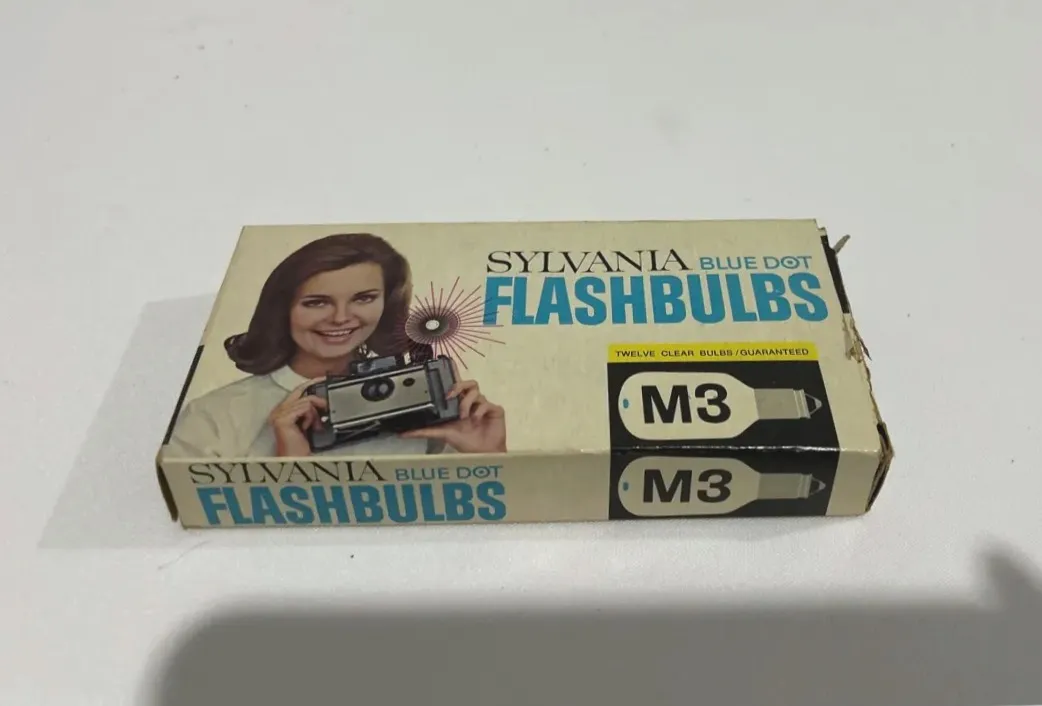 SYLVANIA BLUE DOT
FLASHBULBS
TWELVE CLEAR BULBS/GUARANTEED
M3
SYLVANIA BLUE DOT
FLASHBULBS
M3